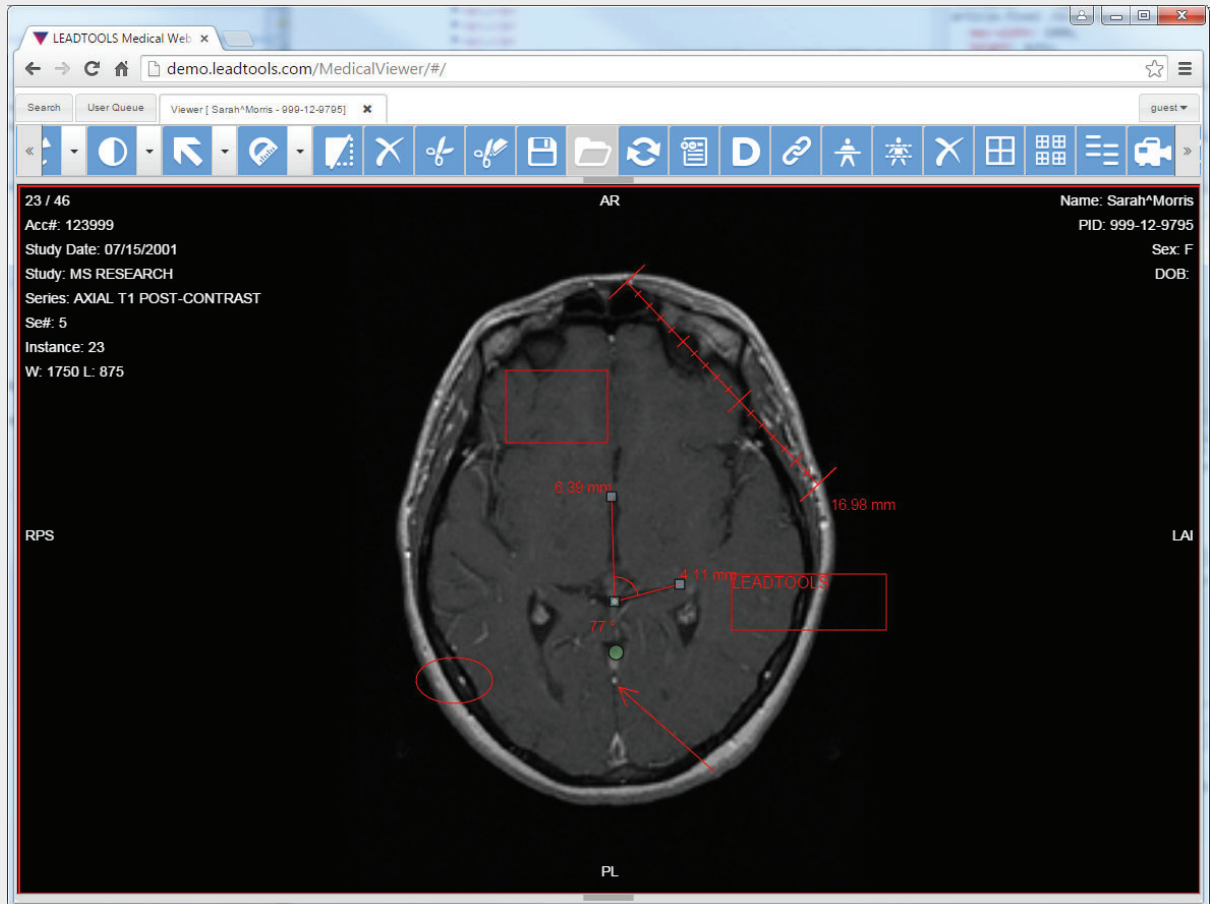 LEADTOOLS Medical Web
demo.leadtools.com/MedicalViewer/#/
Search
User Queue
Viewer [ Sarah^Morris - 999-12-9795]
guest
D
23 / 46
Acc#: 123999
Study Date: 07/15/2001
Study: MS RESEARCH
Series: AXIAL T1 POST-CONTRAST
Se#: 5
Instance: 23
W: 1750 L: 875
AR
Name: Sarah^Morris
PID: 999-12-9795
Sex: F
DOB:
6.39 mm
16.98 mm
RPS
LAI
4.11 mm
LEADTOOLS
77 °
PL